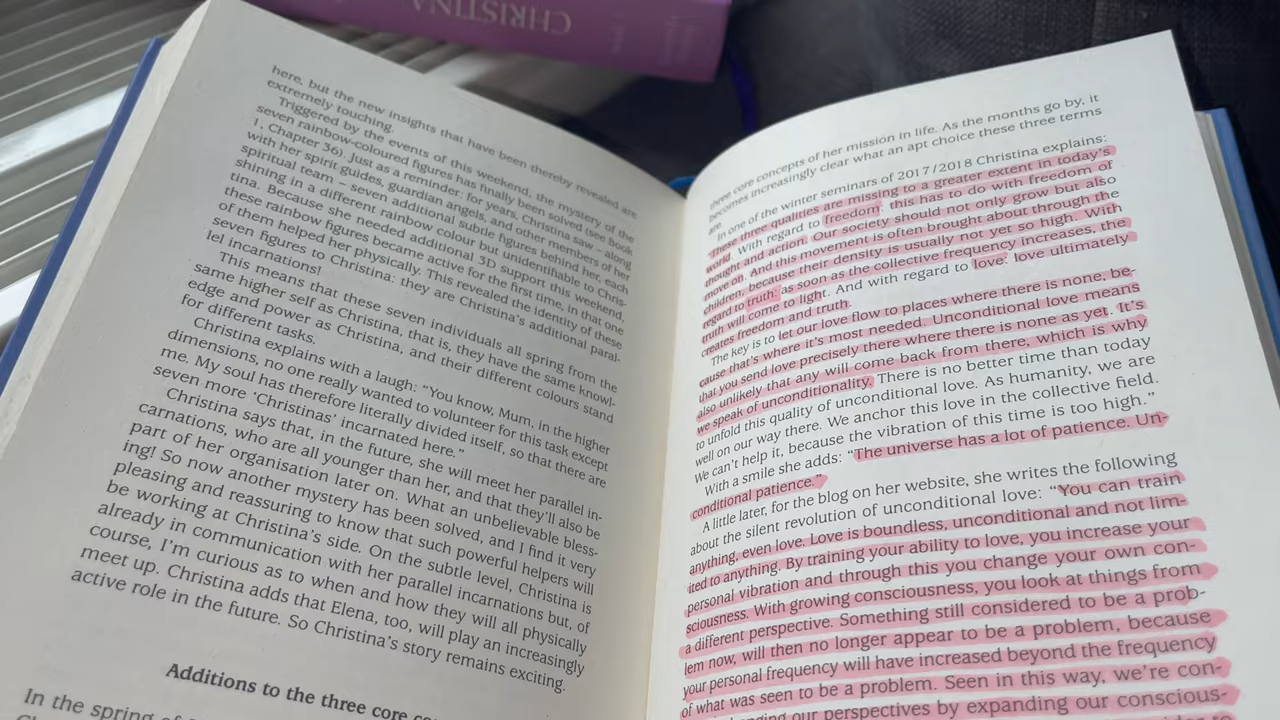 CHRISTINA
here, but the new insights that have been thereby revealed are
extremely touching.
Triggered by the events of this weekend, the mystery of the
seven rainbow-coloured figures has finally been solved (see Book
1, Chapter 36). Just as a reminder: for years, Christina saw – along
with her spirit guides, guardian angels, and other members of her
spiritual team – seven additional subtle figures behind her, each
shining in a different rainbow colour but unidentifiable to Chris-
tina. Because she needed additional 3D support this weekend,
these rainbow figures became active for the first time, in that one
of them helped her physically. This revealed the identity of these
seven figures to Christina: they are Christina's additional paral-
lel incarnations!
This means that these seven individuals all spring from the
same higher self as Christina, that is, they have the same knowl-
edge and power as Christina, and their different colours stand
for different tasks.
Christina explains with a laugh: “You know, Mum, in the higher
dimensions, no one really wanted to volunteer for this task except
me. My soul has therefore literally divided itself, so that there are
seven more ‘Christinas’ incarnated here.”
Christina says that, in the future, she will meet her parallel in-
carnations, who are all younger than her, and that they'll also be
part of her organisation later on. What an unbelievable bless-
ing! So now another mystery has been solved, and I find it very
pleasing and reassuring to know that such powerful helpers will
be working at Christina's side. On the subtle level, Christina is
already in communication with her parallel incarnations but, of
course, I'm curious as to when and how they will all physically
meet up. Christina adds that Elena, too, will play an increasingly
active role in the future. So Christina's story remains exciting.
Additions to the three core
In the spring of
three core concepts of her mission in life. As the months go by, it
becomes increasingly clear what an apt choice these three terms
are.
In one of the winter seminars of 2017/2018 Christina explains:
“These three qualities are missing to a greater extent in today's
world. With regard to freedom: this has to do with freedom of
thought and action. Our society should not only grow but also
move on. And this movement is often brought about through the
children, because their density is usually not yet so high. With
regard to truth: as soon as the collective frequency increases, the
truth will come to light. And with regard to love: love ultimately
creates freedom and truth.
The key is to let our love flow to places where there is none, be-
cause that's where it's most needed. Unconditional love means
that you send love precisely there where there is none as yet. It's
also unlikely that any will come back from there, which is why
we speak of unconditionality. There is no better time than today
to unfold this quality of unconditional love. As humanity, we are
well on our way there. We anchor this love in the collective field.
We can't help it, because the vibration of this time is too high.”
With a smile she adds: “The universe has a lot of patience. Un-
conditional patience.”
A little later, for the blog on her website, she writes the following
about the silent revolution of unconditional love: “You can train
anything, even love. Love is boundless, unconditional and not lim-
ited to anything. By training your ability to love, you increase your
personal vibration and through this you change your own con-
sciousness. With growing consciousness, you look at things from
a different perspective. Something still considered to be a prob-
lem now, will then no longer appear to be a problem, because
your personal frequency will have increased beyond the frequency
of what was seen to be a problem. Seen in this way, we're con-
our perspectives by expanding our conscious-